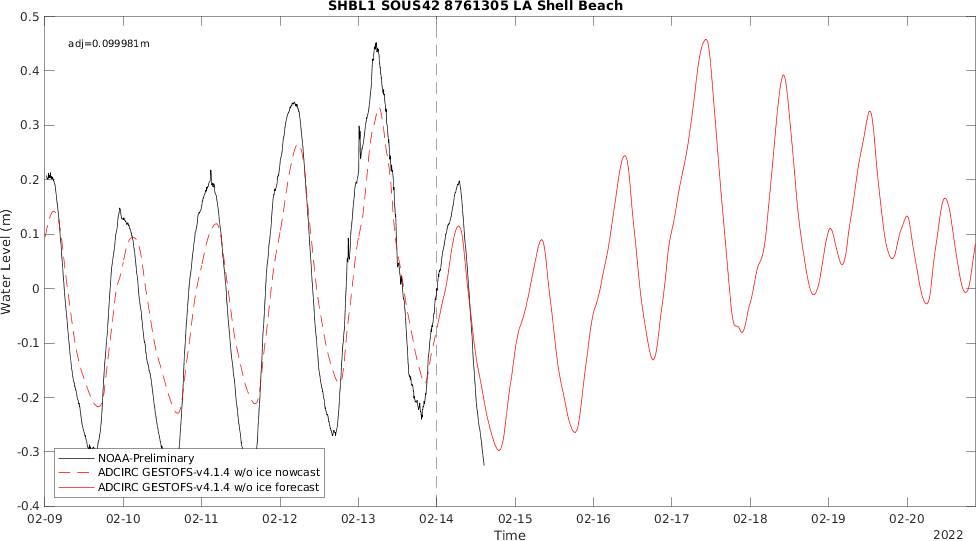 SHBL1 SOUS42 8761305 LA Shell Beach
adj=0.099981m
0.5
0.4
0.3
0.2
0.1
0
-0.1
-0.2
-0.3
-0.4
Water Level (m)
NOAA-Preliminary
ADCIRC GESTOFS-v4.1.4 w/o ice nowcast
ADCIRC GESTOFS-v4.1.4 w/o ice forecast
02-09 02-10 02-11 02-12 02-13 02-14 02-15 02-16 02-17 02-18 02-19 02-20
Time
2022